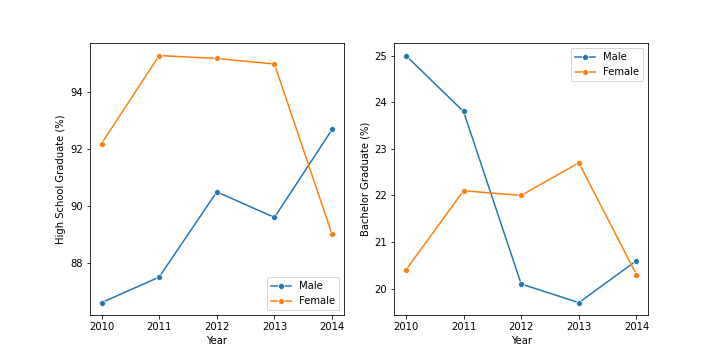 High School Graduate (%)
94
92
90
88
2010 2011 2012 2013 2014
Year
Male
Female
Bachelor Graduate (%)
25
24
23
22
21
20
2010 2011 2012 2013 2014
Year
Male
Female